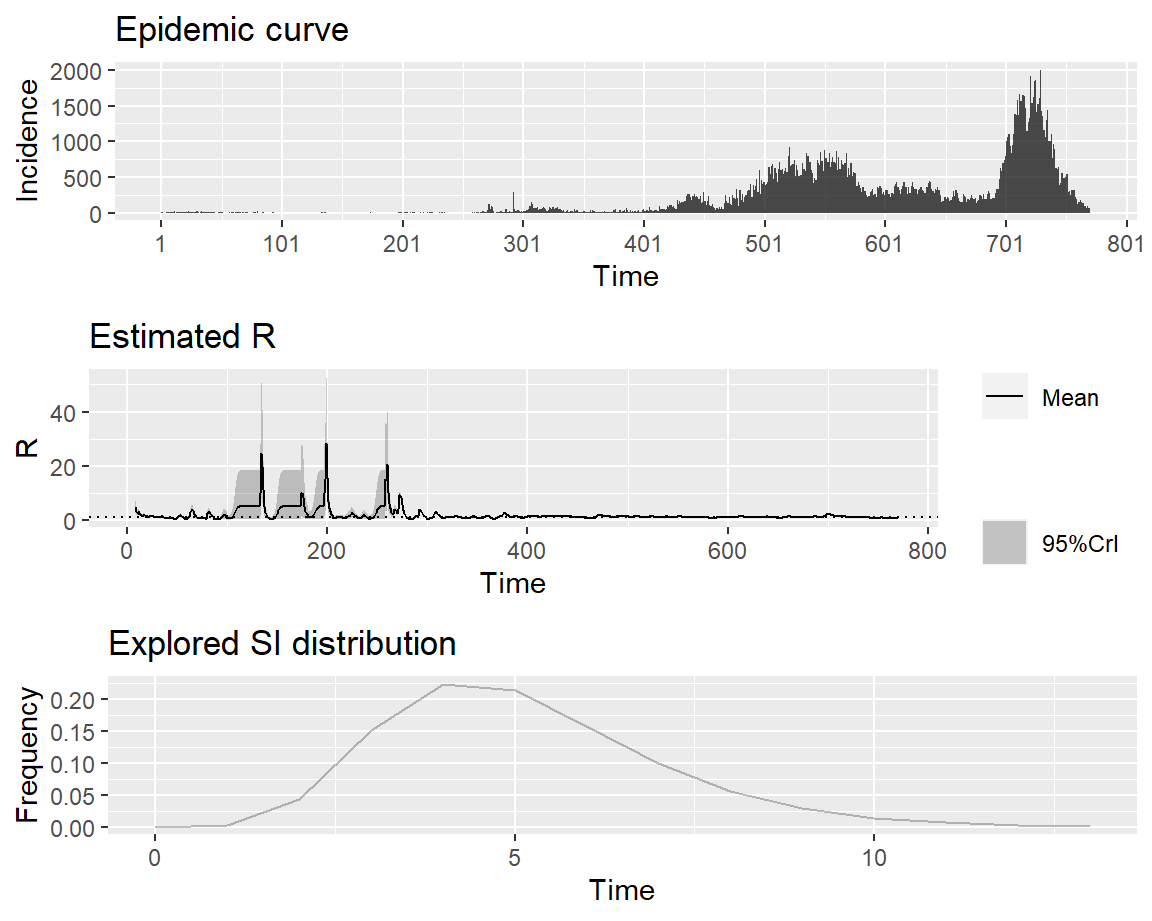 Epidemic curve
Incidence
2000
1500
1000
500
0
1 101 201 301 401 501 601 701 801
Time
Estimated R
R
40
20
0
0 200 400 600 800
Time
Mean
95%CrI
Explored SI distribution
Frequency
0.20
0.15
0.10
0.05
0.00
0 5 10
Time